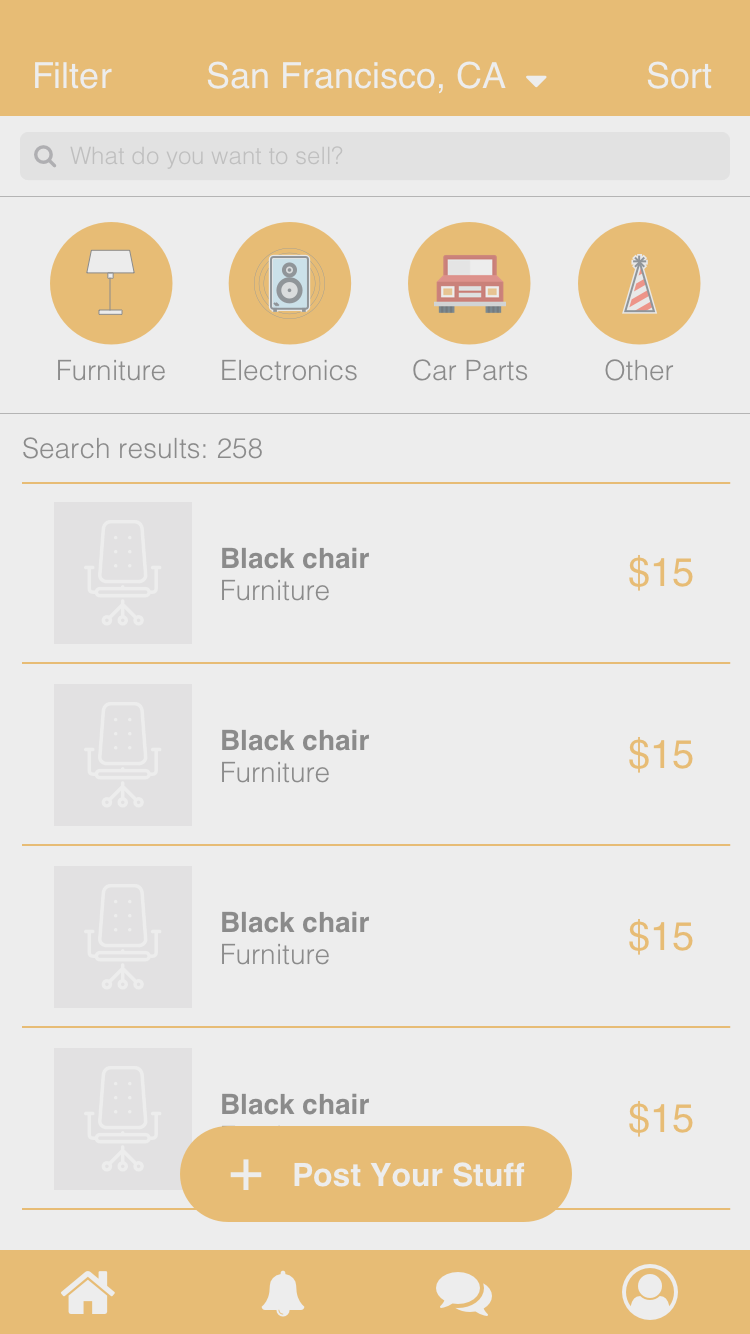 Filter San Francisco, CA Sort
What do you want to sell?
Furniture Electronics Car Parts Other
Search results: 258
Black chair
Furniture
$15
Black chair
Furniture
$15
Black chair
Furniture
$15
Black chair
$15
Post Your Stuff